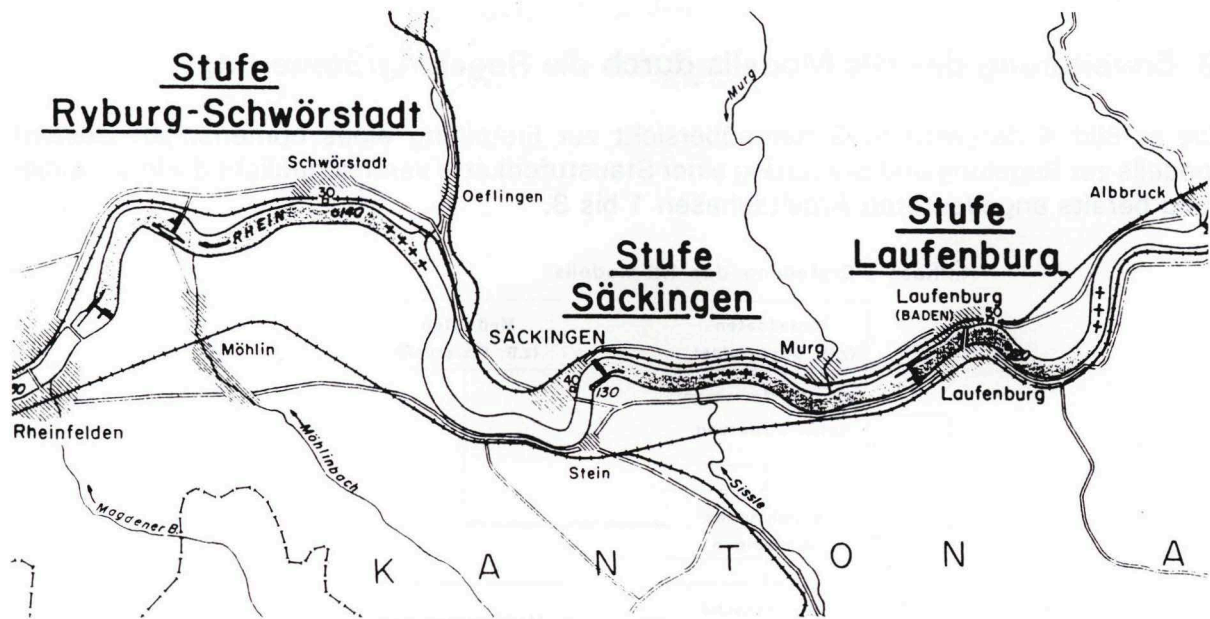 Stufe
Ryburg-Schwörstadt
Schwörstadt
30
6140
RHEIN
Oeflingen
Murg
Albbruck
Stufe
Laufenburg
Stufe
Säckingen
Laufenburg
(BADEN)
50
SÄCKINGEN
Murg
Möhlin
40
130
Laufenburg
Rheinfelden
Stein
Möhlinbach
Sissle
Magdener B.
K A N T O N A